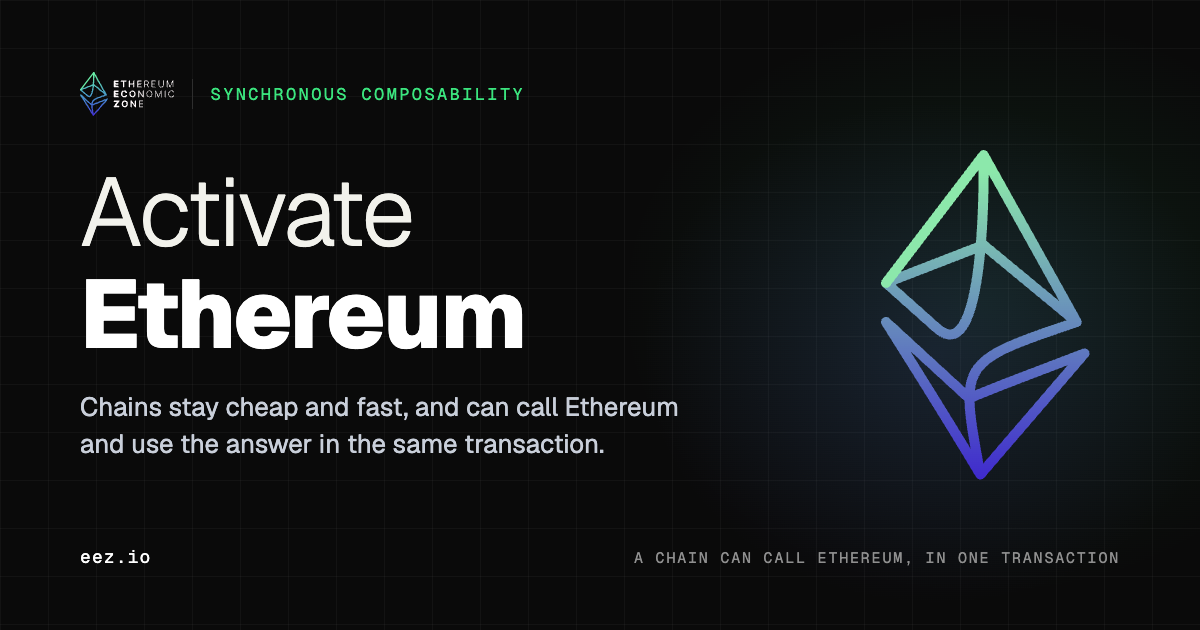 ETHEREUM
ECONOMIC
ZONE
SYNCHRONOUS COMPOSABILITY
Activate
Ethereum
Chains stay cheap and fast, and can call Ethereum
and use the answer in the same transaction.
eez.io
A CHAIN CAN CALL ETHEREUM, IN ONE TRANSACTION